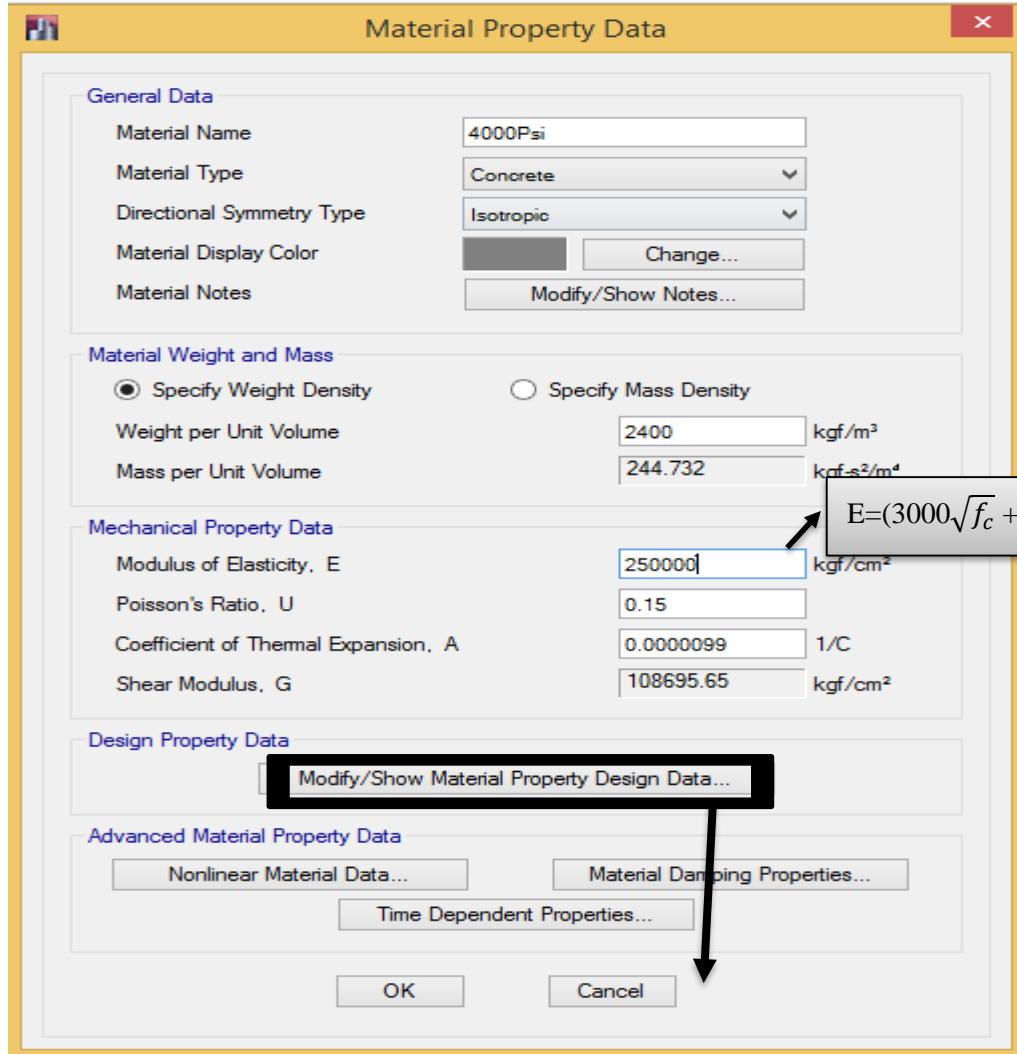 Material Property Data
General Data
Material Name 4000Psi
Material Type Concrete
Directional Symmetry Type Isotropic
Material Display Color Change...
Material Notes Modify/Show Notes...
Material Weight and Mass
Specify Weight Density Specify Mass Density
Weight per Unit Volume 2400 kgf/m³
Mass per Unit Volume 244.732 kgf-s²/m⁴
E=(3000√f_c +
Mechanical Property Data
Modulus of Elasticity, E 250000 kgf/cm²
Poisson's Ratio, U 0.15
Coefficient of Thermal Expansion, A 0.0000099 1/C
Shear Modulus, G 108695.65 kgf/cm²
Design Property Data
Modify/Show Material Property Design Data...
Advanced Material Property Data
Nonlinear Material Data... Material Damping Properties...
Time Dependent Properties...
OK Cancel